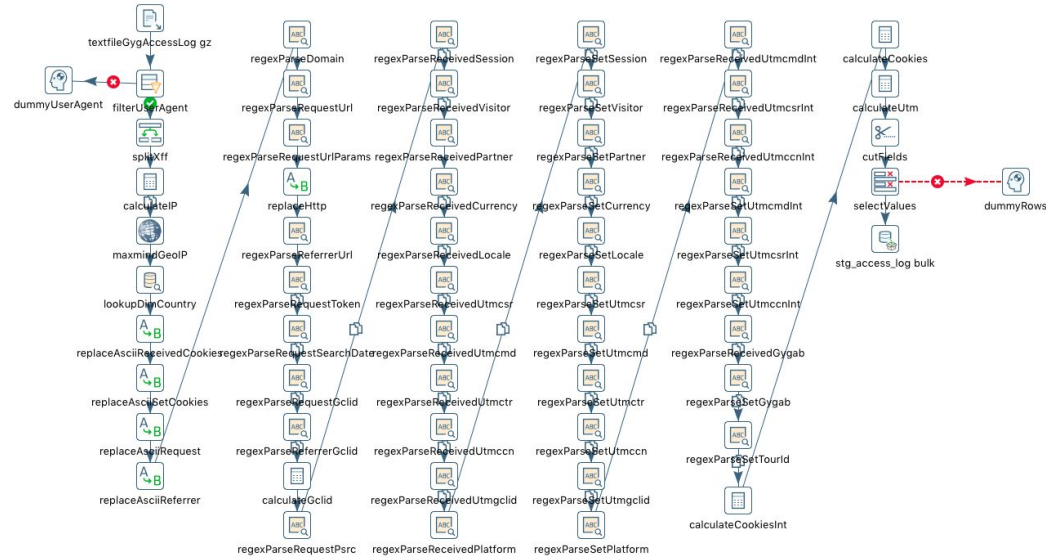 textfileGygAccessLog gz
dummyUserAgent
filterUserAgent
splitXff
calculateIP
maxmindGeoIP
lookupDimCountry
replaceAsciiReceivedCookies
replaceAsciiSetCookies
replaceAsciiRequest
replaceAsciiReferrer
regexParseDomain
regexParseRequestUrl
regexParseRequestUrlParams
replaceHttp
regexParseReferrerUrl
regexParseRequestToken
regexParseRequestSearchDate
regexParseRequestGclid
regexParseReferrerGclid
calculateGclid
regexParseRequestPsrc
regexParseReceivedSession
regexParseReceivedVisitor
regexParseReceivedPartner
regexParseReceivedCurrency
regexParseReceivedLocale
regexParseReceivedUtmcsr
regexParseReceivedUtmcmd
regexParseReceivedUtmctr
regexParseReceivedUtmccn
regexParseReceivedUtmgclid
regexParseReceivedPlatform
regexParseSetSession
regexParseSetVisitor
regexParseSetPartner
regexParseSetCurrency
regexParseSetLocale
regexParseSetUtmcsr
regexParseSetUtmcmd
regexParseSetUtmctr
regexParseSetUtmccn
regexParseSetUtmgclid
regexParseSetPlatform
regexParseReceivedUtmcmdInt
regexParseReceivedUtmcsrInt
regexParseReceivedUtmccnInt
regexParseSetUtmcmdInt
regexParseSetUtmcsrInt
regexParseSetUtmccnInt
regexParseReceivedGygab
regexParseSetGygab
regexParseSetTourId
calculateCookiesInt
calculateCookies
calculateUtm
cutFields
selectValues
dummyRows
stg_access_log bulk